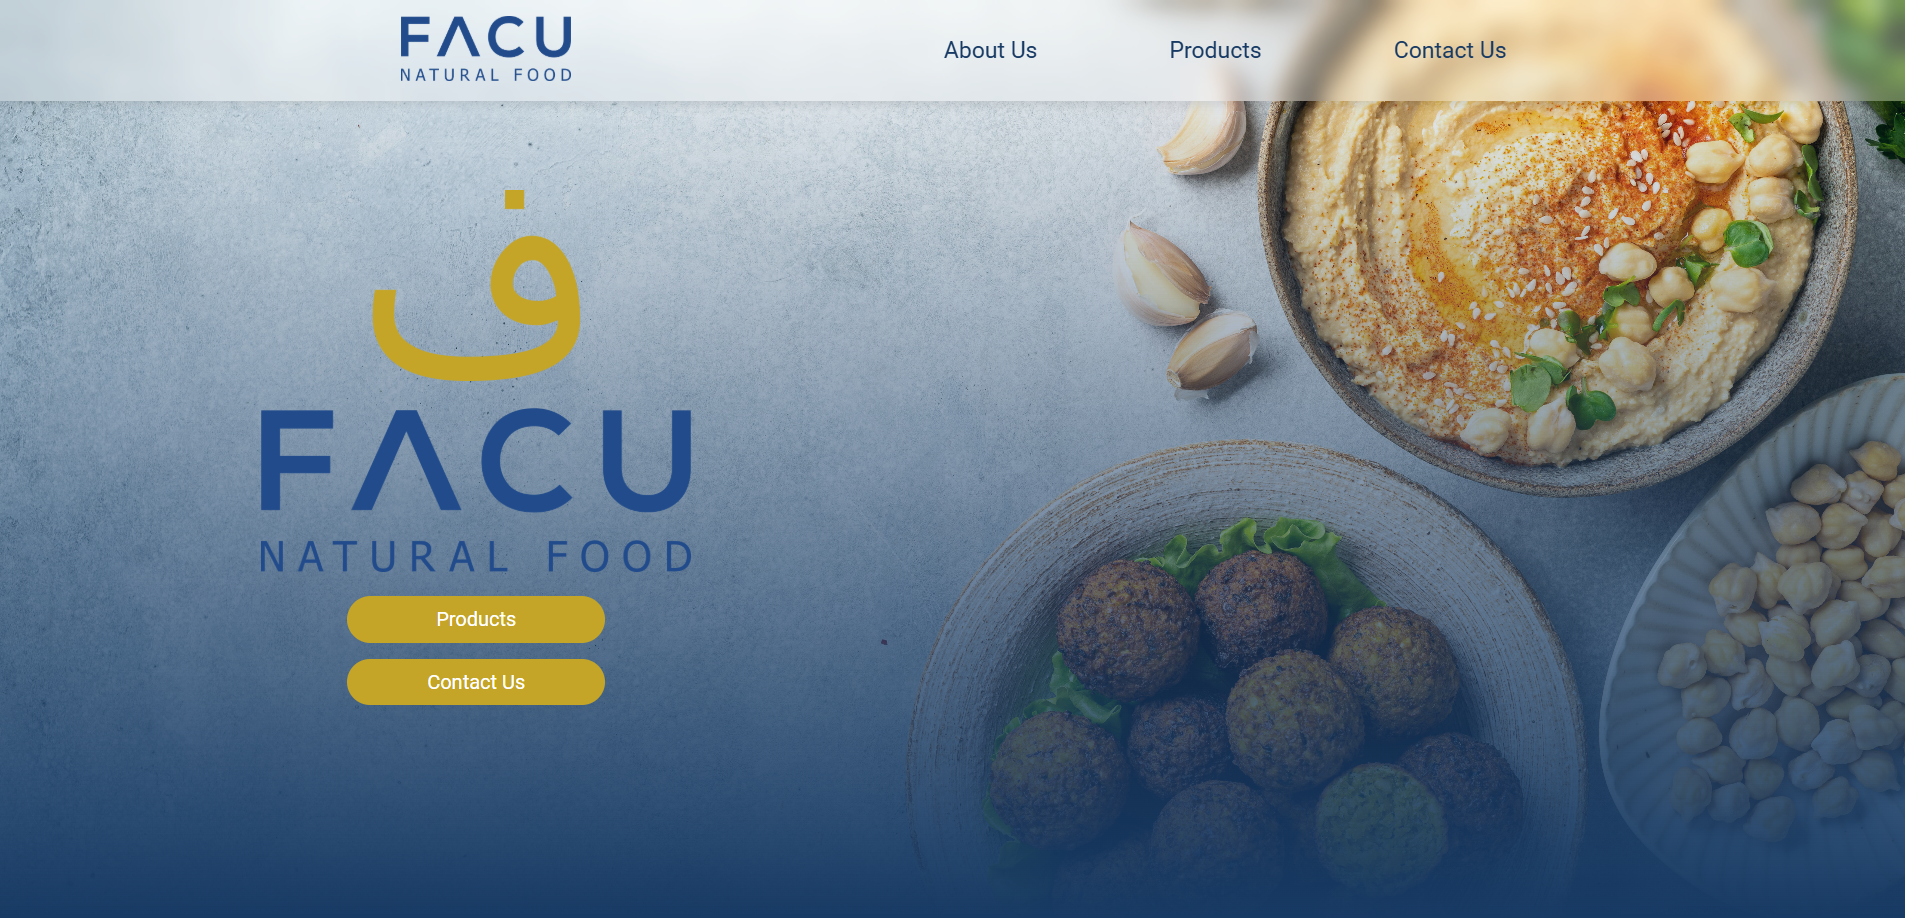 FACU
NATURAL FOOD
About Us
Products
Contact Us
ف
FACU
NATURAL FOOD
Products
Contact Us